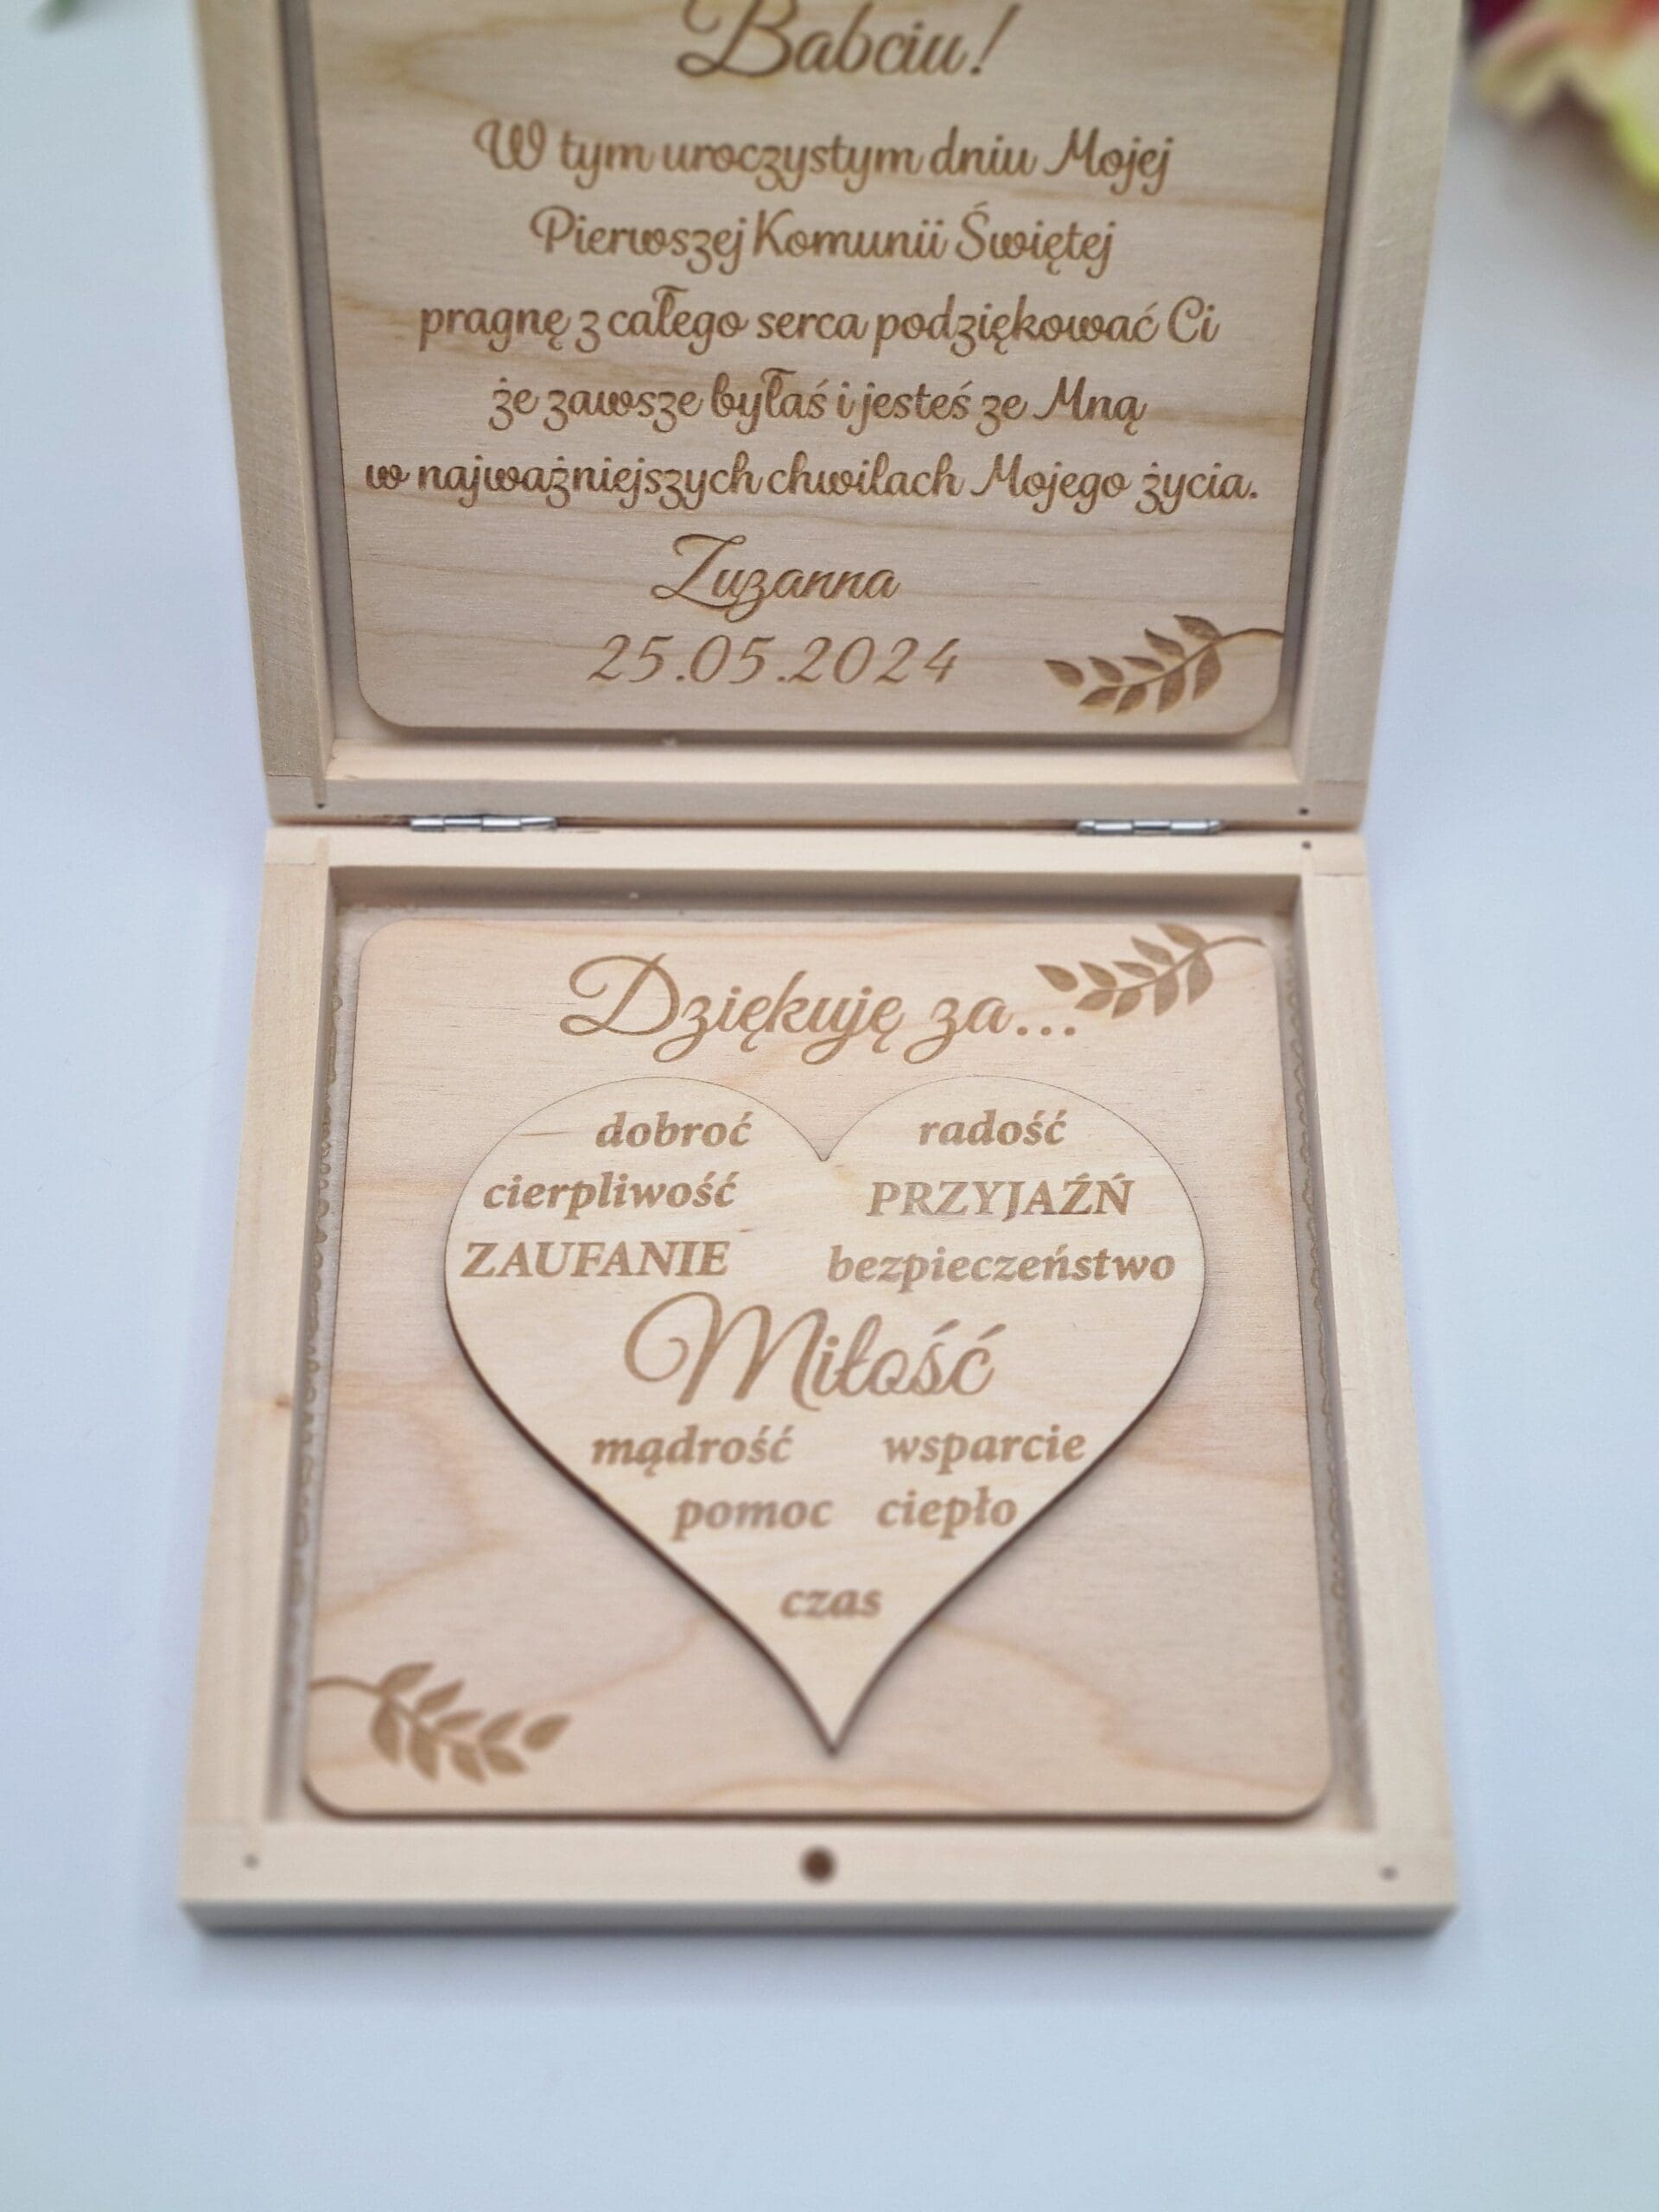 Babciu!
W tym uroczystym dniu Mojej
Pierwszej Komunii Świętej
pragnę z całego serca podziękować Ci
że zawsze byłaś i jesteś ze Mną
w najważniejszych chwilach Mojego życia.
Zuzanna
25.05.2024
Dziękuję za...
dobroć radość
cierpliwość PRZYJAŹŃ
ZAUFANIE bezpieczeństwo
Miłość
mądrość wsparcie
pomoc ciepło
czas